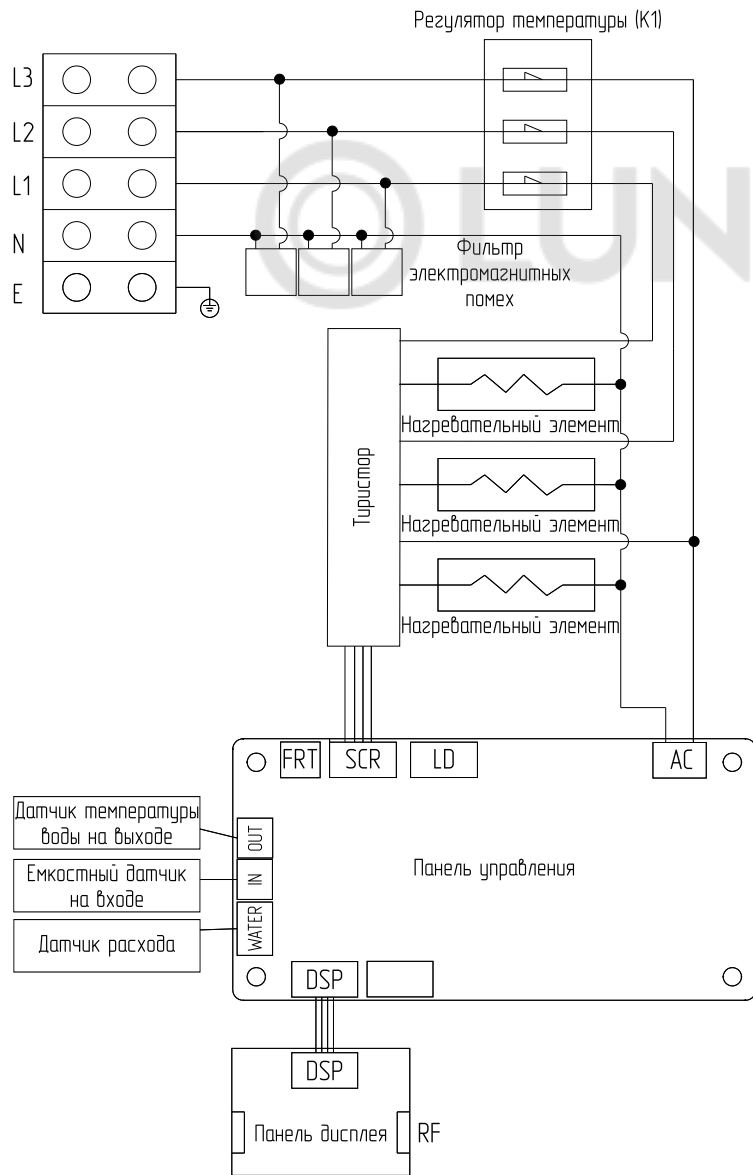 Регулятор температуры (K1)
L3
L2
L1
N
E
LUN
Фильтр
электромагнитных
помех
Тиристор
Нагревательный элемент
Нагревательный элемент
Нагревательный элемент
FRT
SCR
LD
AC
Датчик температуры
воды на выходе
OUT
Емкостный датчик
на входе
IN
Датчик расхода
WATER
Панель управления
DSP
DSP
Панель дисплея
RF